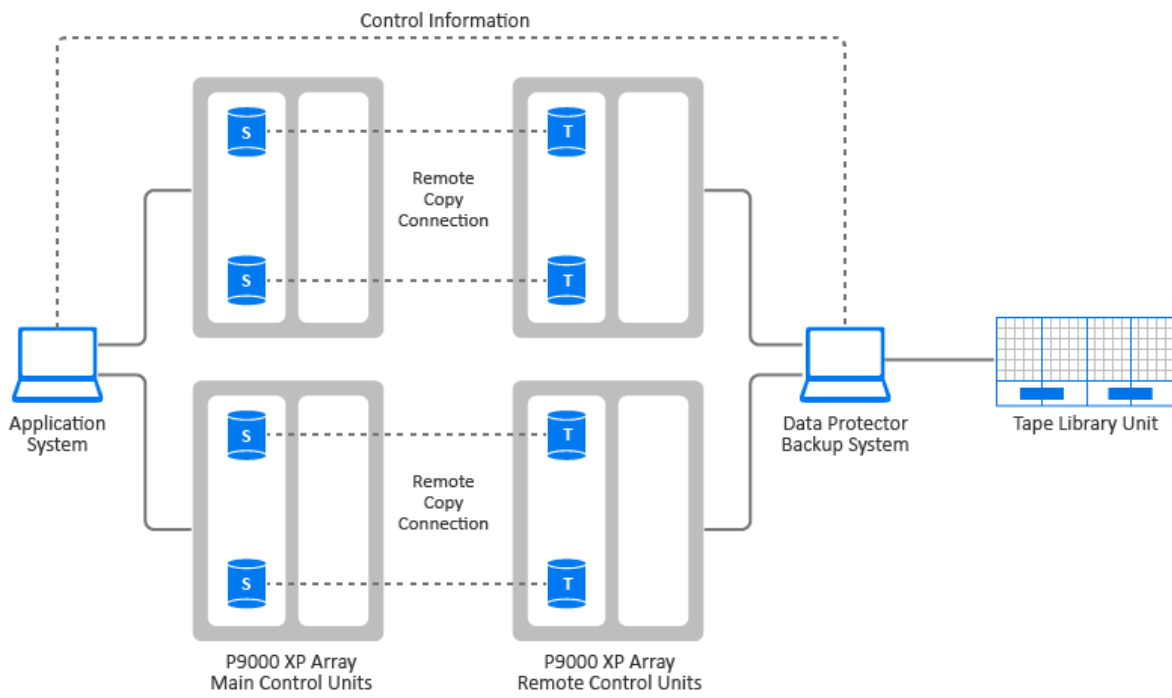 Control Information
S
T
Remote
Copy
Connection
S
T
Application
System
Data Protector
Backup System
Tape Library Unit
S
T
Remote
Copy
Connection
S
T
P9000 XP Array
Main Control Units
P9000 XP Array
Remote Control Units